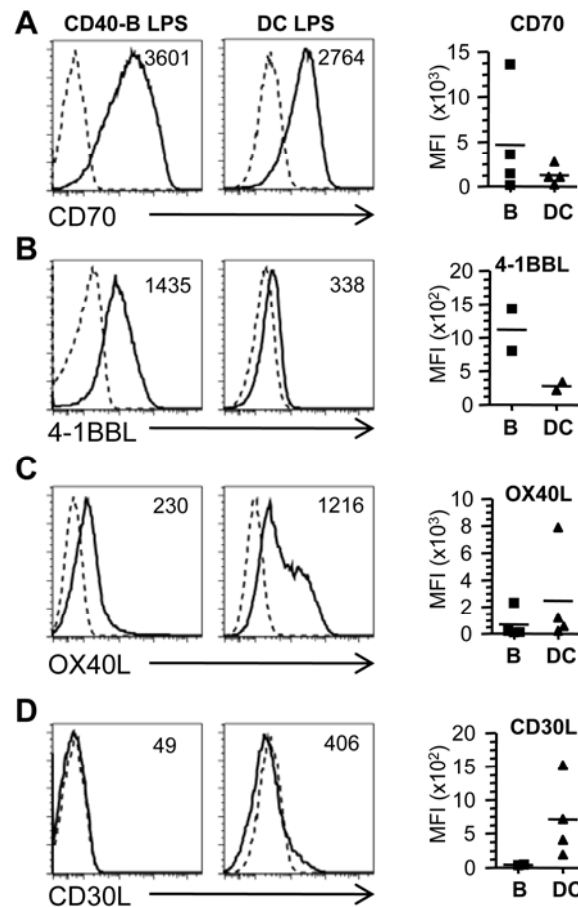 A CD40-B LPS DC LPS CD70
3601 2764
MFI (x10³)
15
10
5
0
B DC
CD70
B 4-1BBL
1435 338
MFI (x10²)
20
15
10
5
0
B DC
4-1BBL
C OX40L
230 1216
MFI (x10³)
10
8
6
4
2
0
B DC
OX40L
D CD30L
49 406
MFI (x10²)
20
15
10
5
0
B DC
CD30L